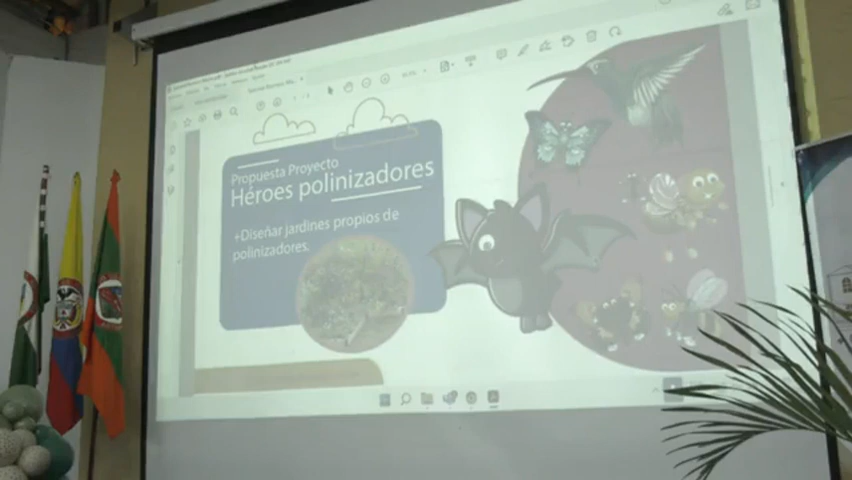 Propuesta Proyecto
Héroes polinizadores
+Diseñar jardines propios de
polinizadores.